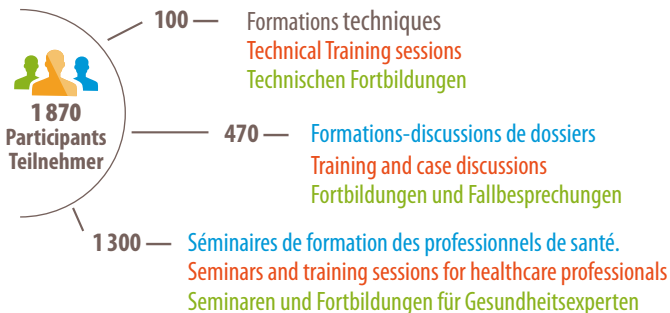 1 870
Participants
Teilnehmer
100 — Formations techniques
Technical Training sessions
Technischen Fortbildungen
470 — Formations-discussions de dossiers
Training and case discussions
Fortbildungen und Fallbesprechungen
1 300 — Séminaires de formation des professionnels de santé.
Seminars and training sessions for healthcare professionals
Seminaren und Fortbildungen für Gesundheitsexperten